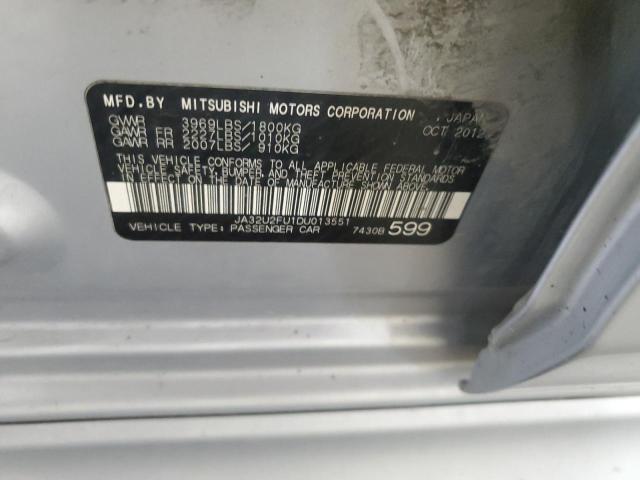 MFD.BY MITSUBISHI MOTORS CORPORATION JAPAN
GVWR 3969LBS/1800KG OCT 2012
GAWR FR 2227LBS/1010KG
GAWR RR 2007LBS/ 910KG
THIS VEHICLE CONFORMS TO ALL APPLICABLE FEDERAL MOTOR
VEHICLE SAFETY, BUMPER, AND THEFT PREVENTION STANDARDS
IN EFFECT ON THE DATE OF MANUFACTURE SHOWN ABOVE.
JA32U2FU1DU013551
VEHICLE TYPE: PASSENGER CAR 7430B 599